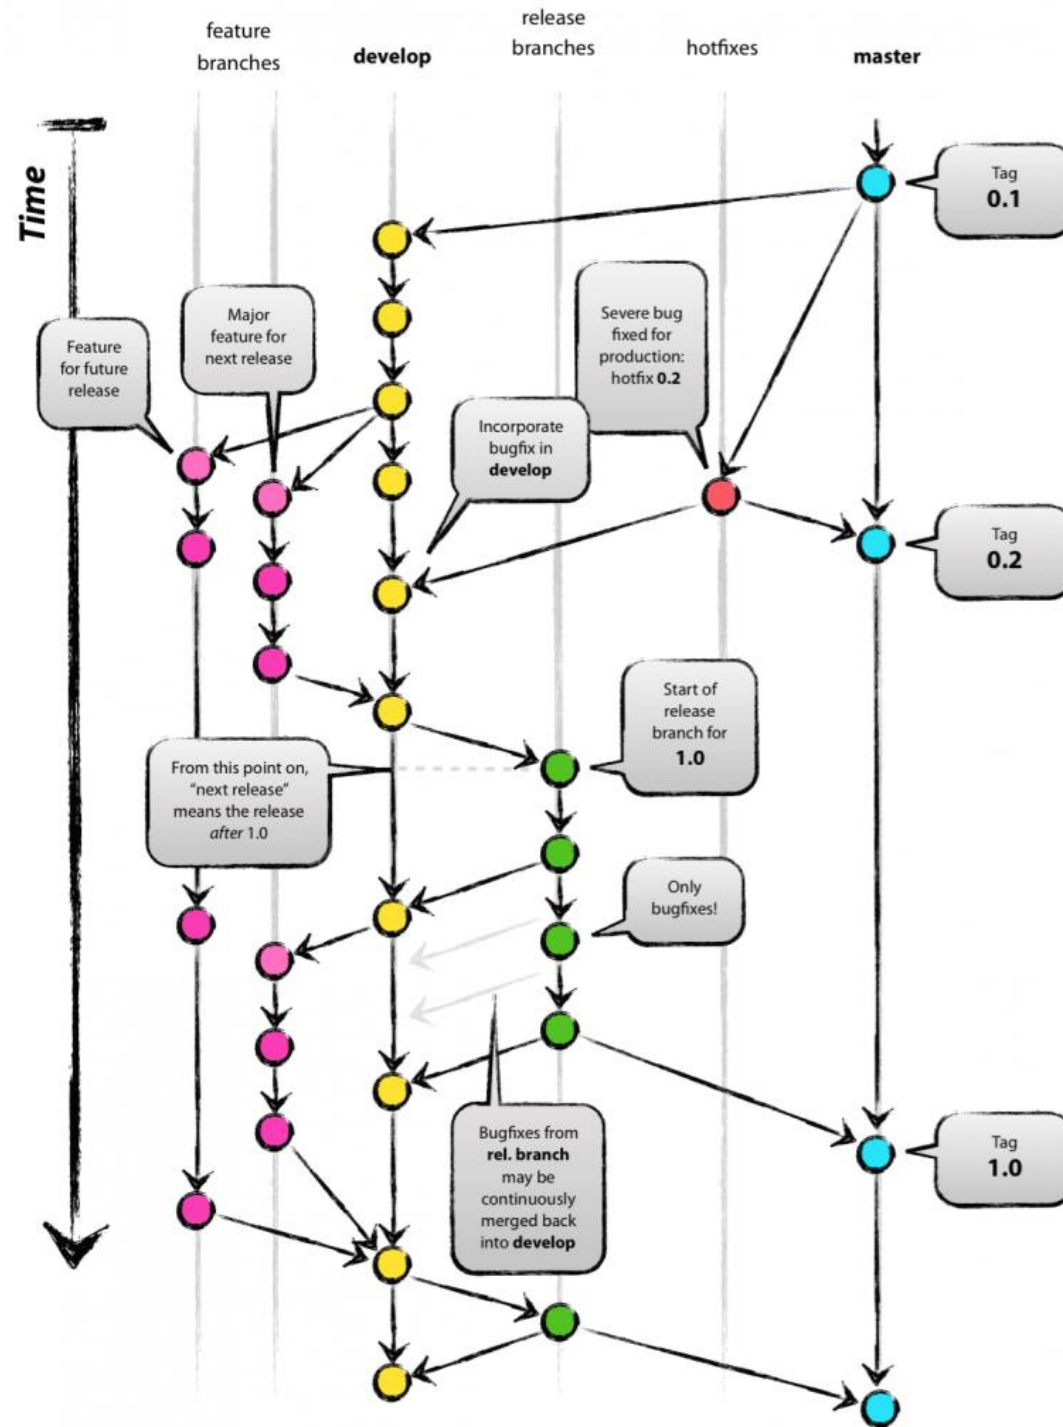 feature
branches
develop
release
branches
hotfixes
master
Time
Tag
0.1
Feature
for future
release
Major
feature for
next release
Severe bug
fixed for
production:
hotfix 0.2
Incorporate
bugfix in
develop
Tag
0.2
Start of
release
branch for
1.0
From this point on,
“next release”
means the release
after 1.0
Only
bugfixes!
Bugfixes from
rel. branch
may be
continuously
merged back
into develop
Tag
1.0